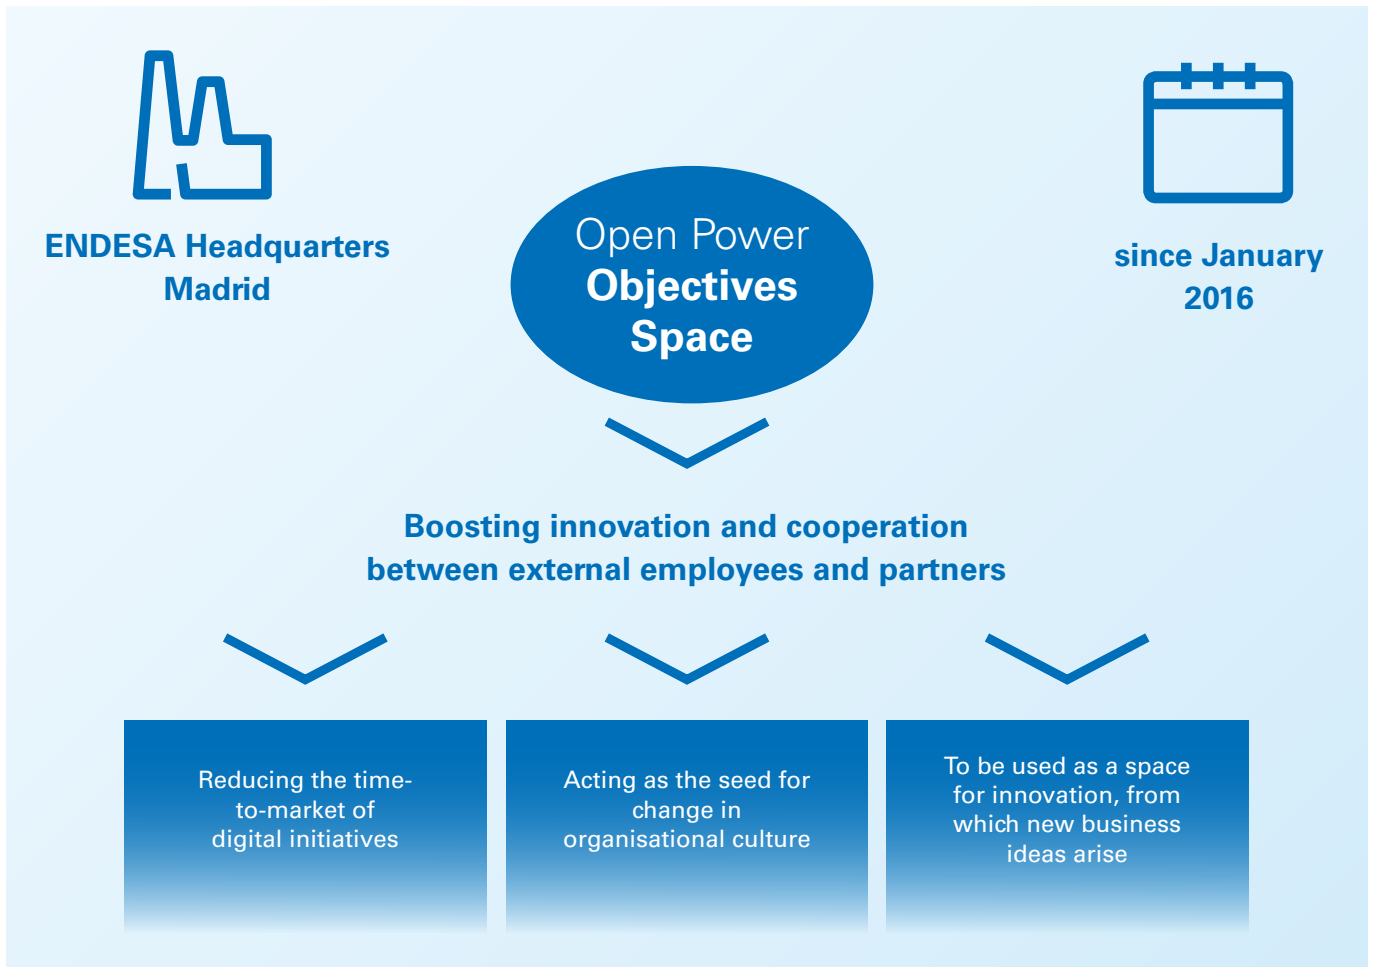 ENDESA Headquarters
Madrid
since January
2016
Open Power
Objectives
Space
Boosting innovation and cooperation
between external employees and partners
Reducing the time-
to-market of
digital initiatives
Acting as the seed for
change in
organisational culture
To be used as a space
for innovation, from
which new business
ideas arise